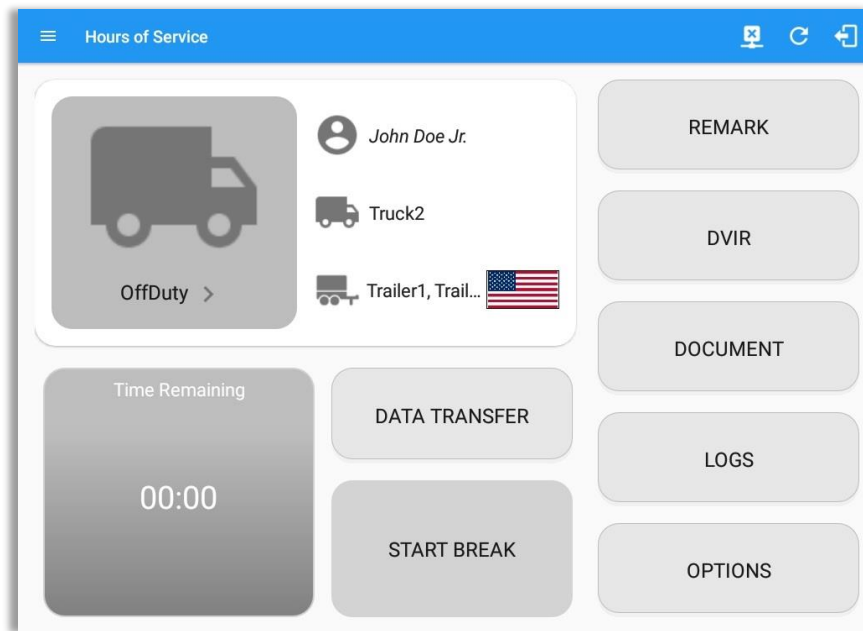 Hours of Service
John Doe Jr.
Truck2
Trailer1, Trail...
OffDuty
Time Remaining
00:00
DATA TRANSFER
START BREAK
REMARK
DVIR
DOCUMENT
LOGS
OPTIONS